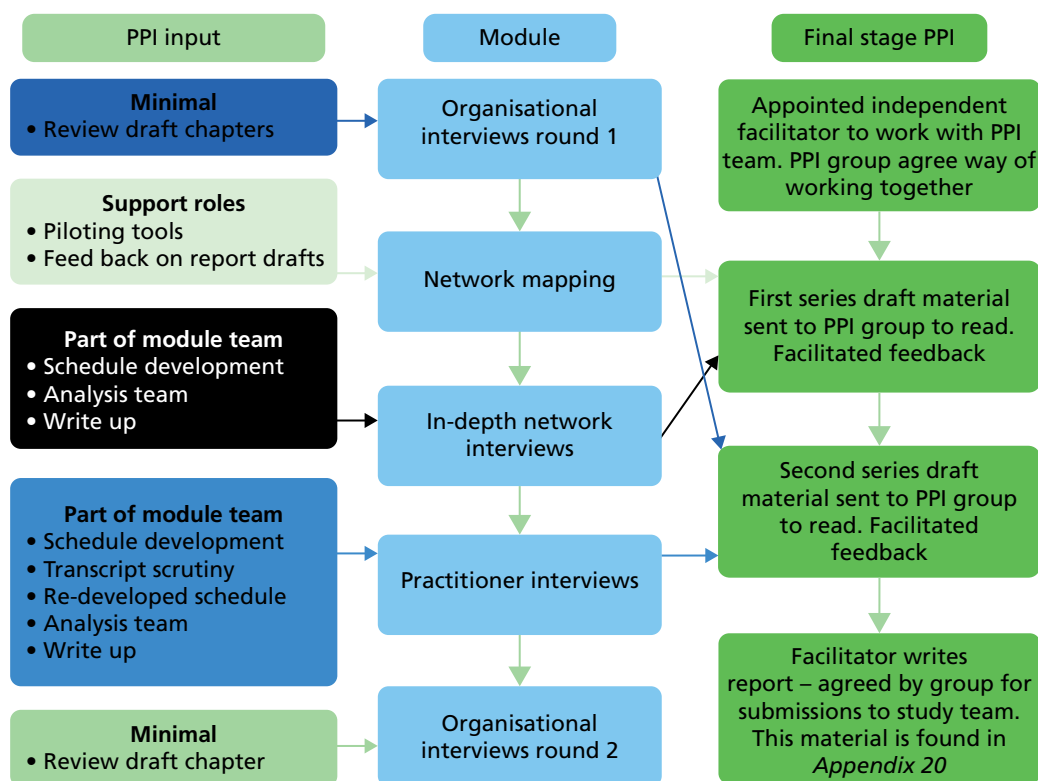 PPI input
Module
Final stage PPI
Minimal
• Review draft chapters
Support roles
• Piloting tools
• Feed back on report drafts
Part of module team
• Schedule development
• Analysis team
• Write up
Part of module team
• Schedule development
• Transcript scrutiny
• Re-developed schedule
• Analysis team
• Write up
Minimal
• Review draft chapter
Organisational
interviews round 1
Network mapping
In-depth network
interviews
Practitioner interviews
Organisational
interviews round 2
Appointed independent
facilitator to work with PPI
team. PPI group agree way of
working together
First series draft material
sent to PPI group to read.
Facilitated feedback
Second series draft
material sent to PPI group
to read. Facilitated
feedback
Facilitator writes
report – agreed by group for
submissions to study team.
This material is found in
Appendix 20